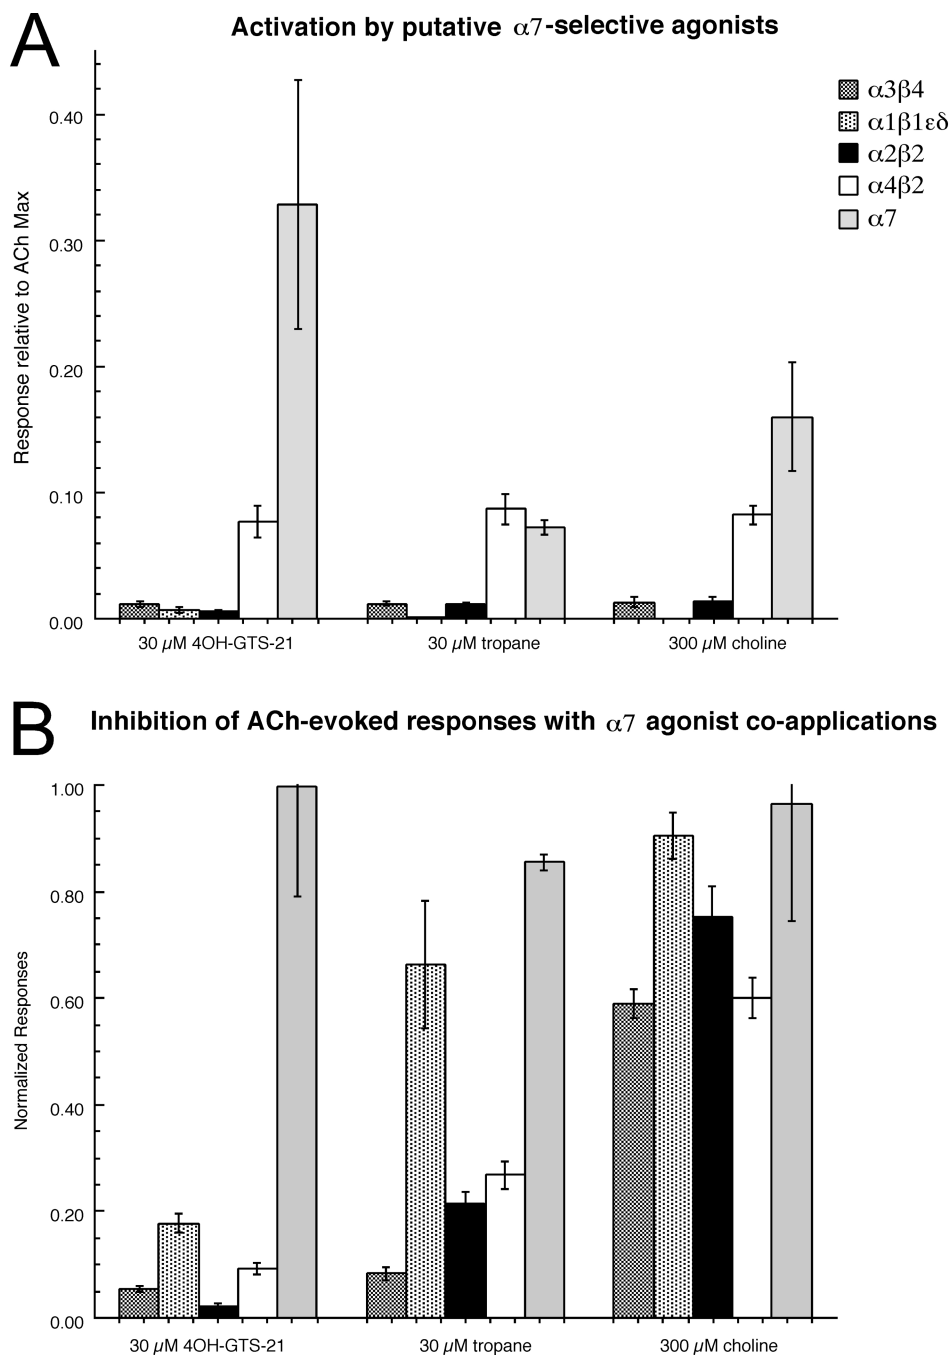 A
Activation by putative α7-selective agonists
α3β4
α1β1εδ
α2β2
α4β2
α7
Response relative to ACh Max
0.40
0.30
0.20
0.10
0.00
30 µM 4OH-GTS-21
30 µM tropane
300 µM choline
B
Inhibition of ACh-evoked responses with α7 agonist co-applications
Normalized Responses
1.00
0.80
0.60
0.40
0.20
0.00
30 µM 4OH-GTS-21
30 µM tropane
300 µM choline